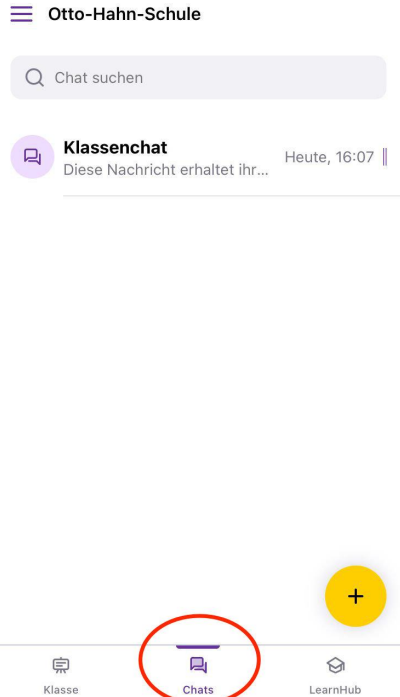 Otto-Hahn-Schule
Chat suchen
Klassenchat
Diese Nachricht erhaltet ihr...
Heute, 16:07
Klasse
Chats
LearnHub